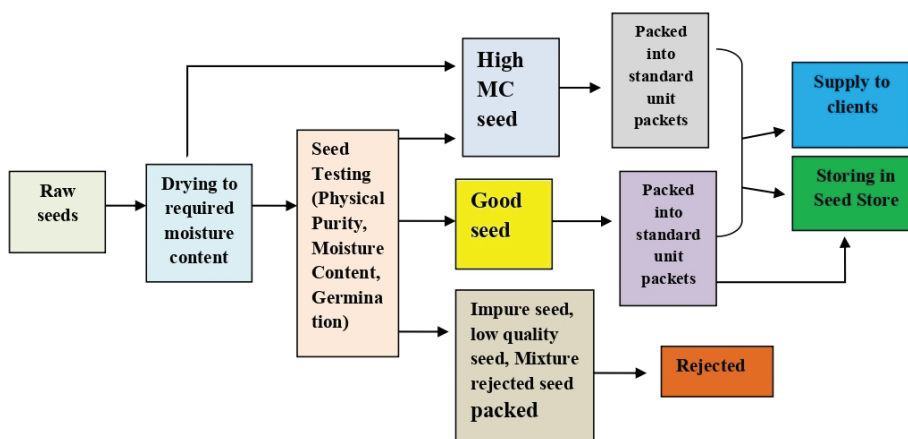 Raw
seeds
Drying to
required
moisture
content
Seed
Testing
(Physical
Purity,
Moisture
Content,
Germina
tion)
High
MC
seed
Good
seed
Impure seed,
low quality
seed, Mixture
rejected seed
packed
Packed
into
standard
unit
packets
Packed
into
standard
unit
packets
Rejected
Supply to
clients
Storing in
Seed Store